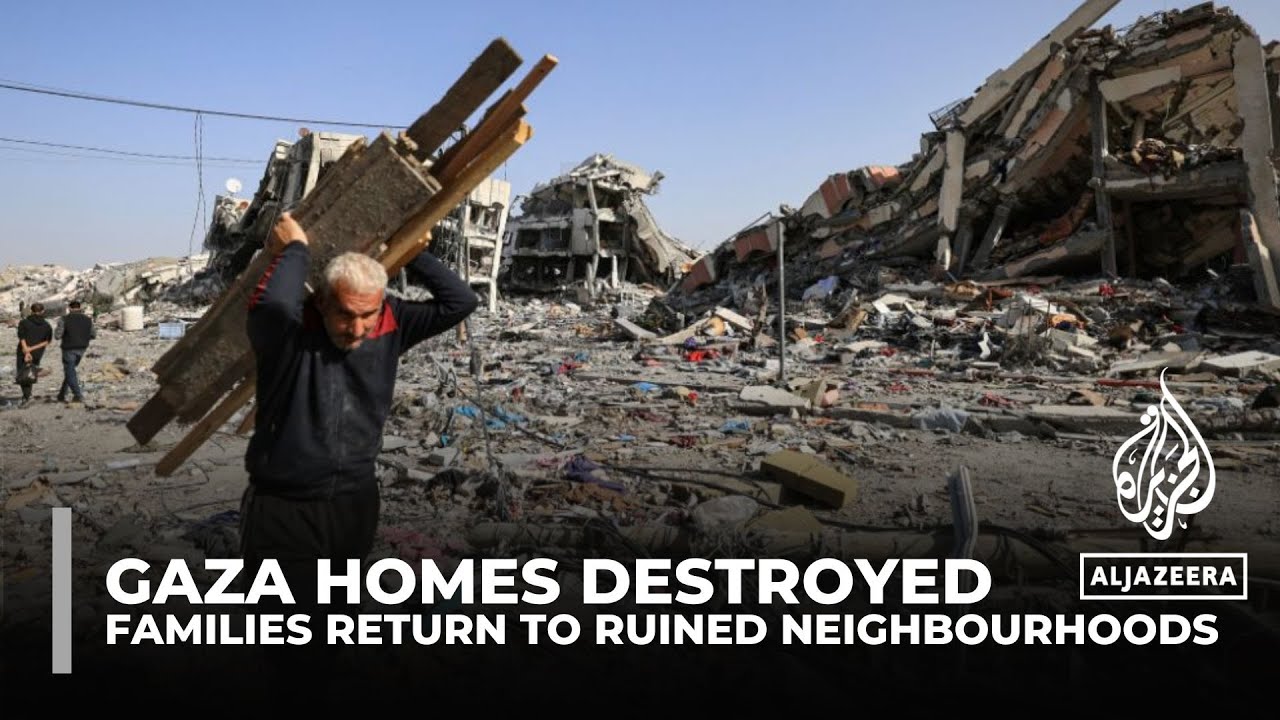 GAZA HOMES DESTROYED
FAMILIES RETURN TO RUINED NEIGHBOURHOODS
الجزيرة
ALJAZEERA